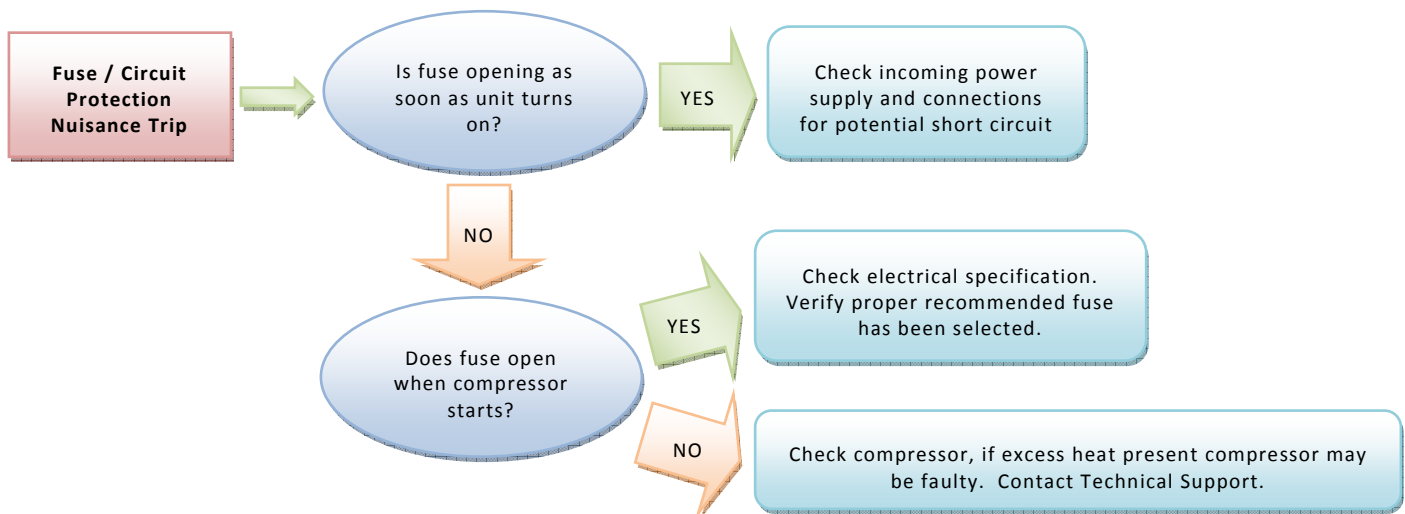 Fuse / Circuit
Protection
Nuisance Trip
Is fuse opening as
soon as unit turns
on?
YES
Check incoming power
supply and connections
for potential short circuit
NO
Does fuse open
when compressor
starts?
YES
Check electrical specification.
Verify proper recommended fuse
has been selected.
NO
Check compressor, if excess heat present compressor may
be faulty. Contact Technical Support.